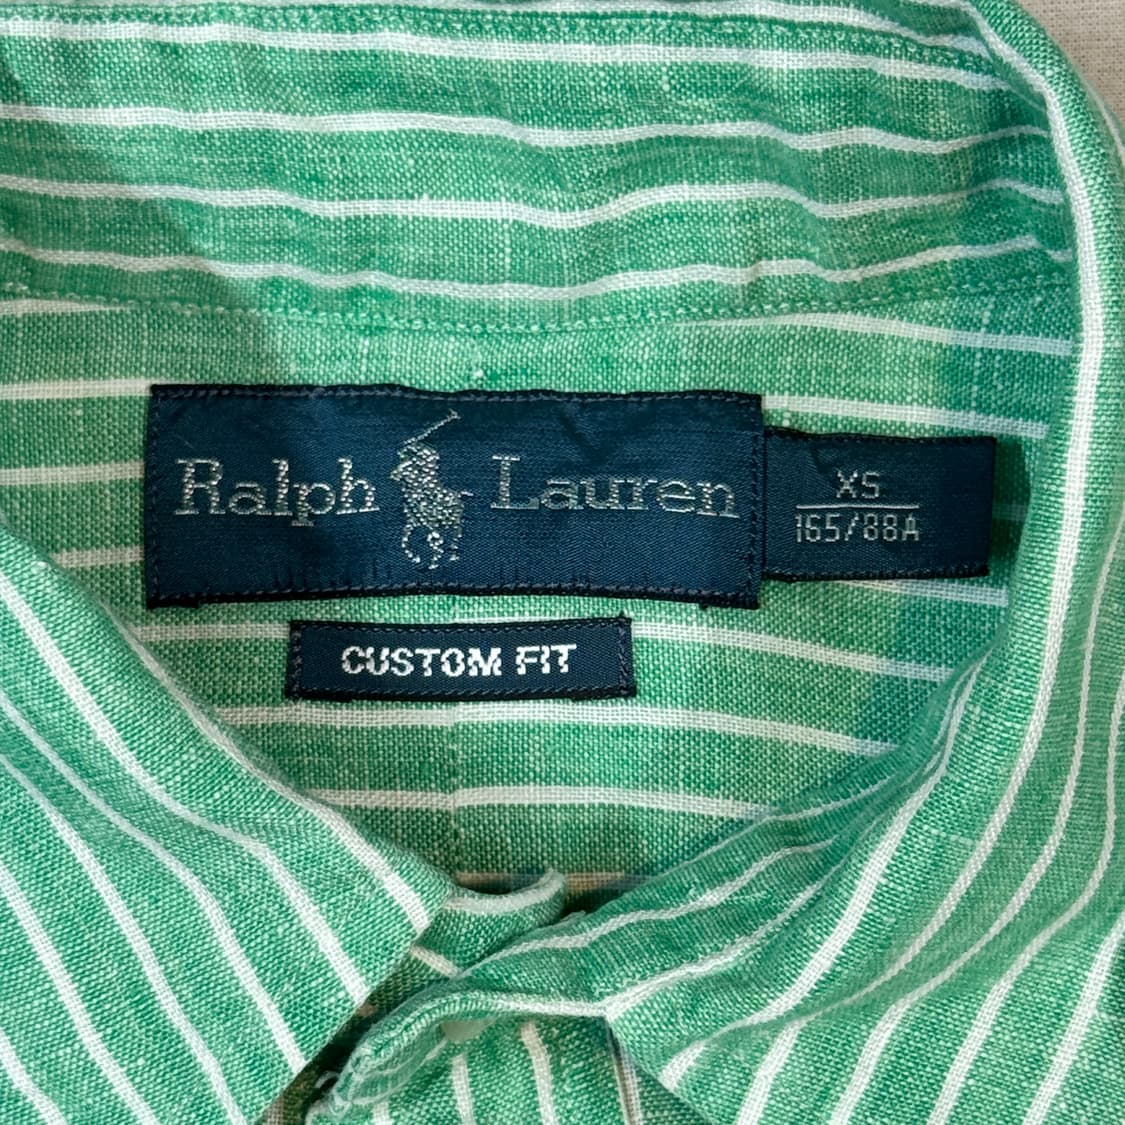 Ralph Lauren
XS
165/88A
CUSTOM FIT